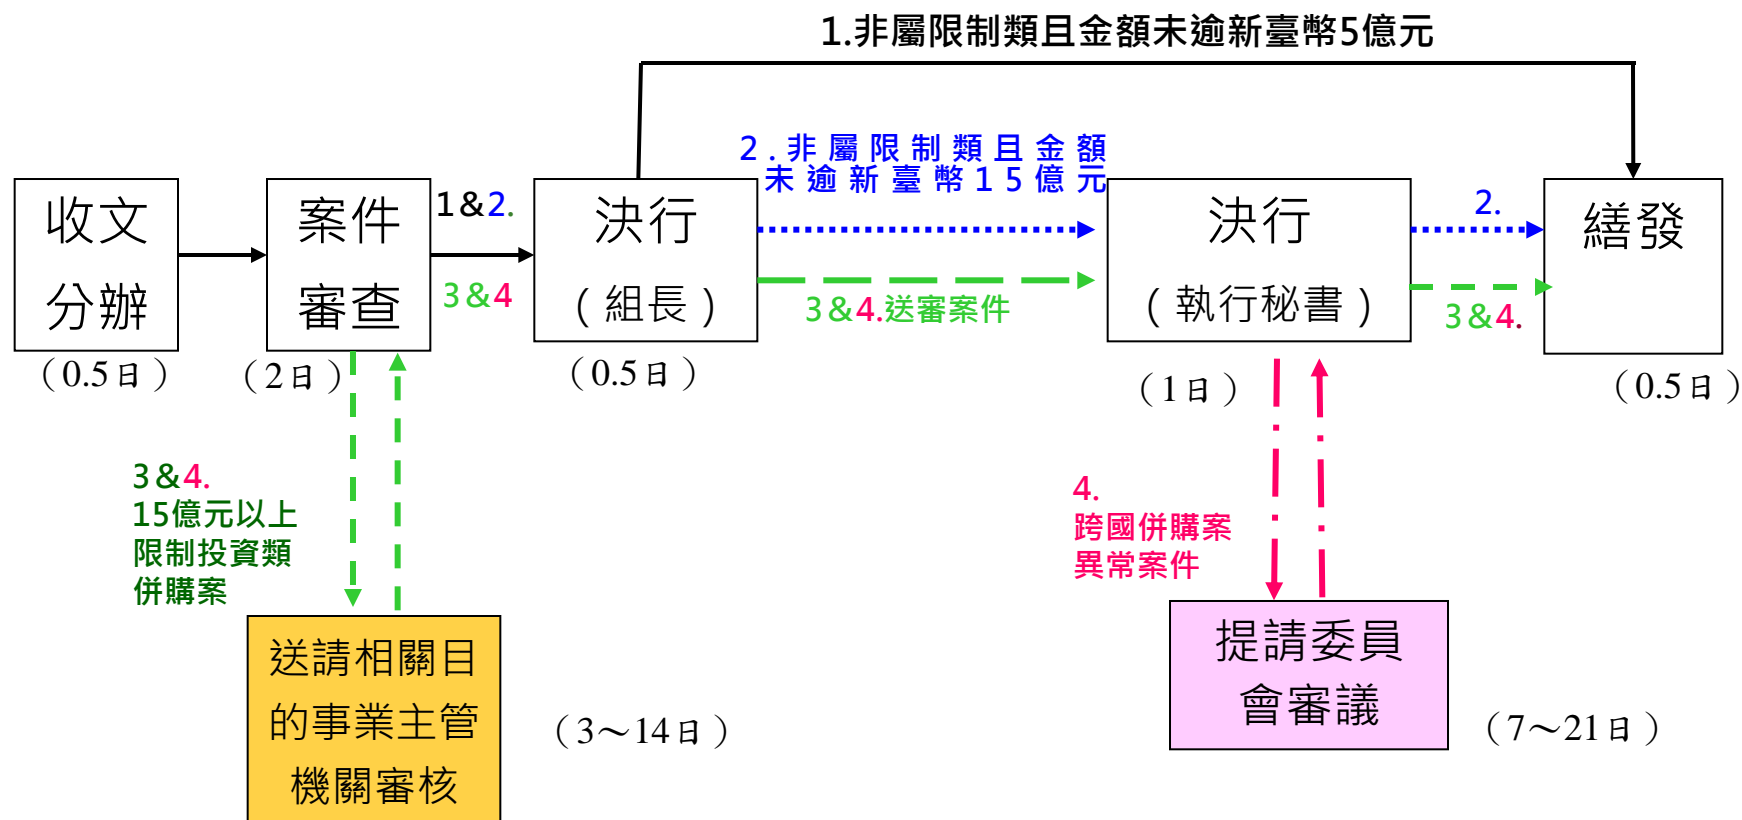 1.非屬限制類且金額未逾新臺幣5億元
2.非屬限制類且金額
未逾新臺幣15億元
收文
分辦
(0.5日)
案件
審查
(2日)
1&2.
3&4
決行
(組長)
(0.5日)
3&4.送審案件
決行
(執行秘書)
(1日)
2.
3&4.
繕發
(0.5日)
3&4.
15億元以上
限制投資類
併購案
送請相關目
的事業主管
機關審核
(3～14日)
4.
跨國併購案
異常案件
提請委員
會審議
(7～21日)